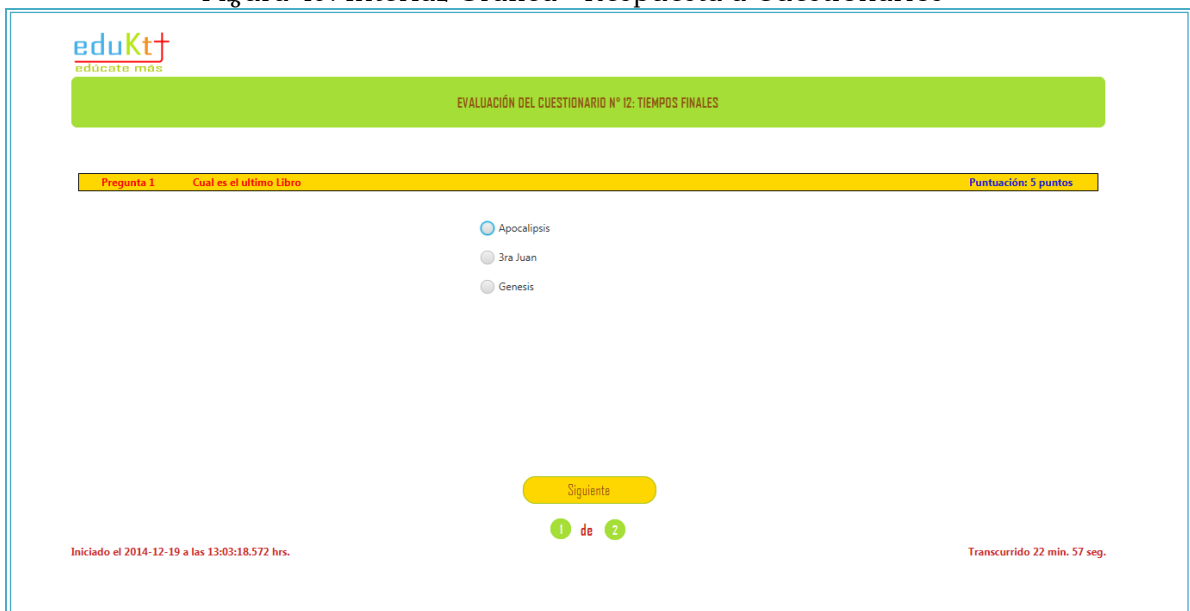 eduKt
edúcate más
EVALUACIÓN DEL CUESTIONARIO N° 12: TIEMPOS FINALES
Pregunta 1 Cual es el ultimo Libro Puntuación: 5 puntos
Apocalipsis
3ra Juan
Genesis
Siguiente
1 de 2
Iniciado el 2014-12-19 a las 13:03:18.572 hrs. Transcurrido 22 min. 57 seg.